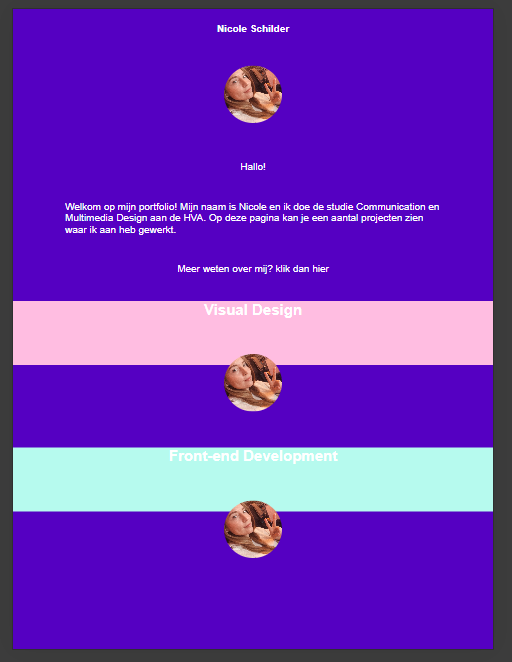 Nicole Schilder
Hallo!
Welkom op mijn portfolio! Mijn naam is Nicole en ik doe de studie Communication en
Multimedia Design aan de HVA. Op deze pagina kan je een aantal projecten zien
waar ik aan heb gewerkt.
Meer weten over mij? klik dan hier
Visual Design
Front-end Development